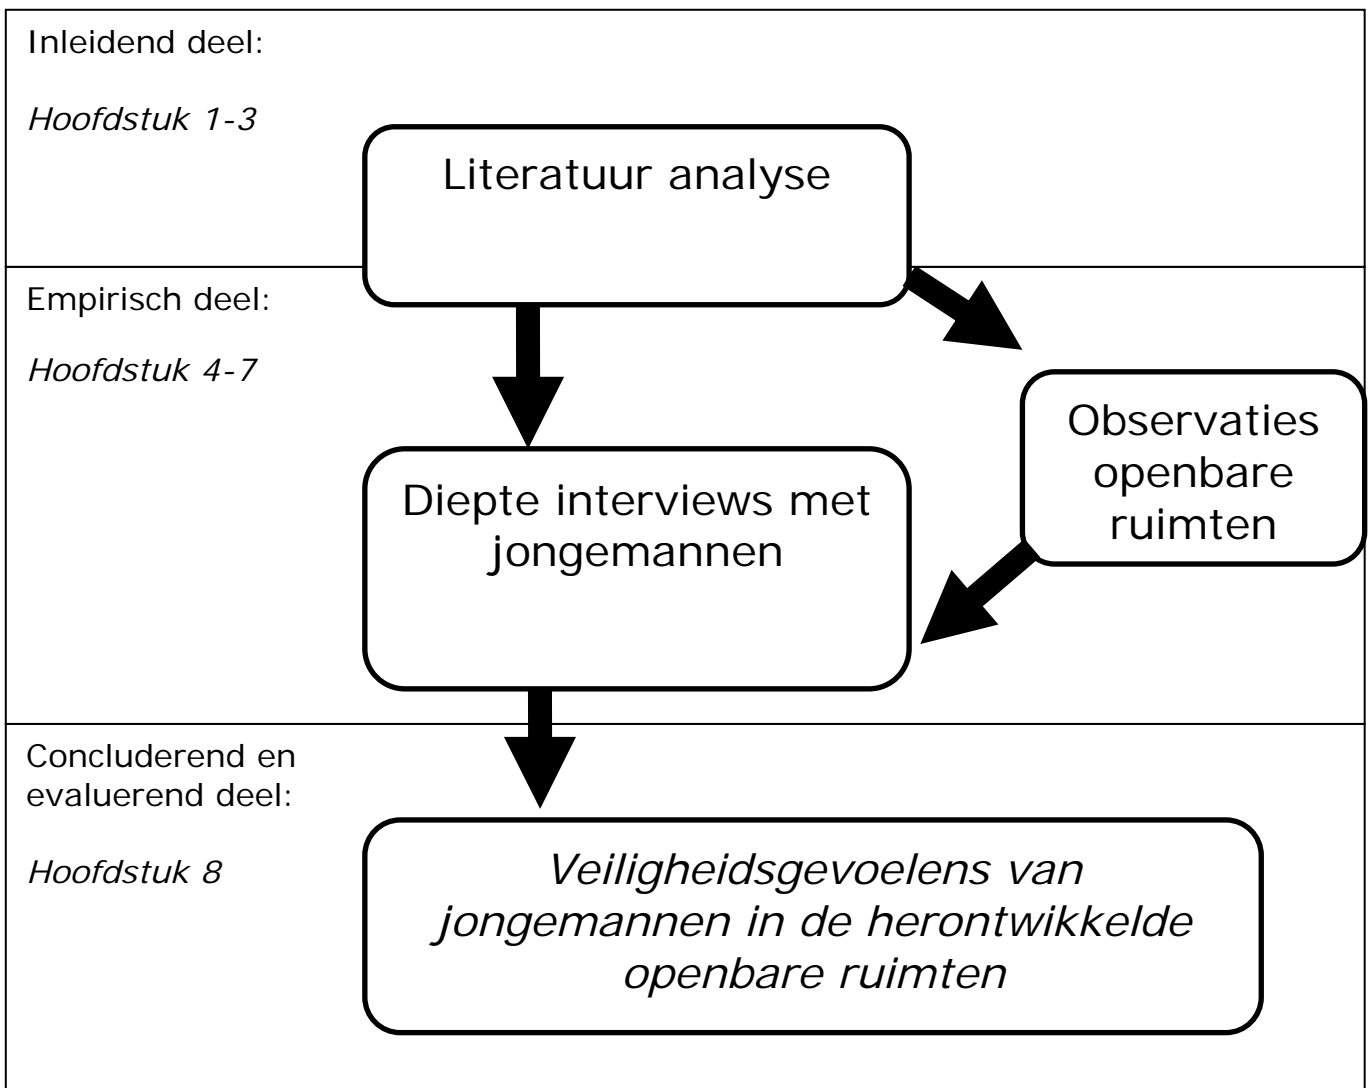 Inleidend deel:
Hoofdstuk 1-3
Literatuur analyse
Empirisch deel:
Hoofdstuk 4-7
Observaties
openbare
ruimten
Diepte interviews met
jongemannen
Concluderend en
evaluerend deel:
Hoofdstuk 8
Veiligheidsgevoelens van
jongemannen in de herontwikkelde
openbare ruimten